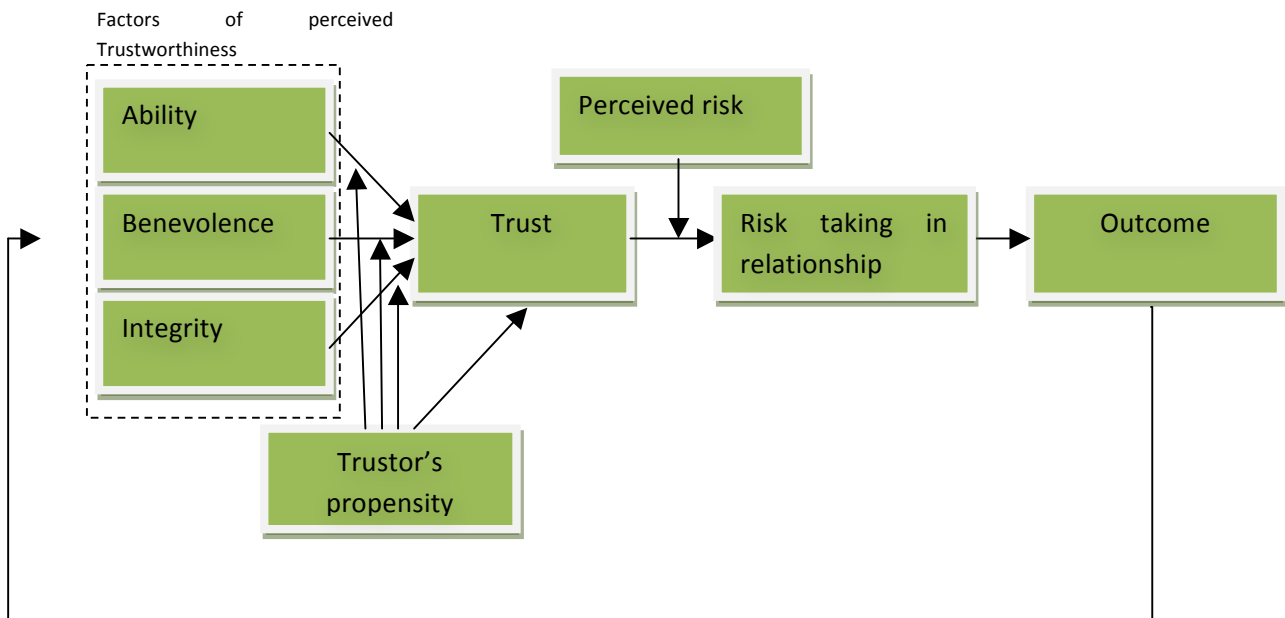 Factors of perceived
Trustworthiness
Ability
Perceived risk
Benevolence
Trust
Risk taking in
relationship
Outcome
Integrity
Trustor’s
propensity